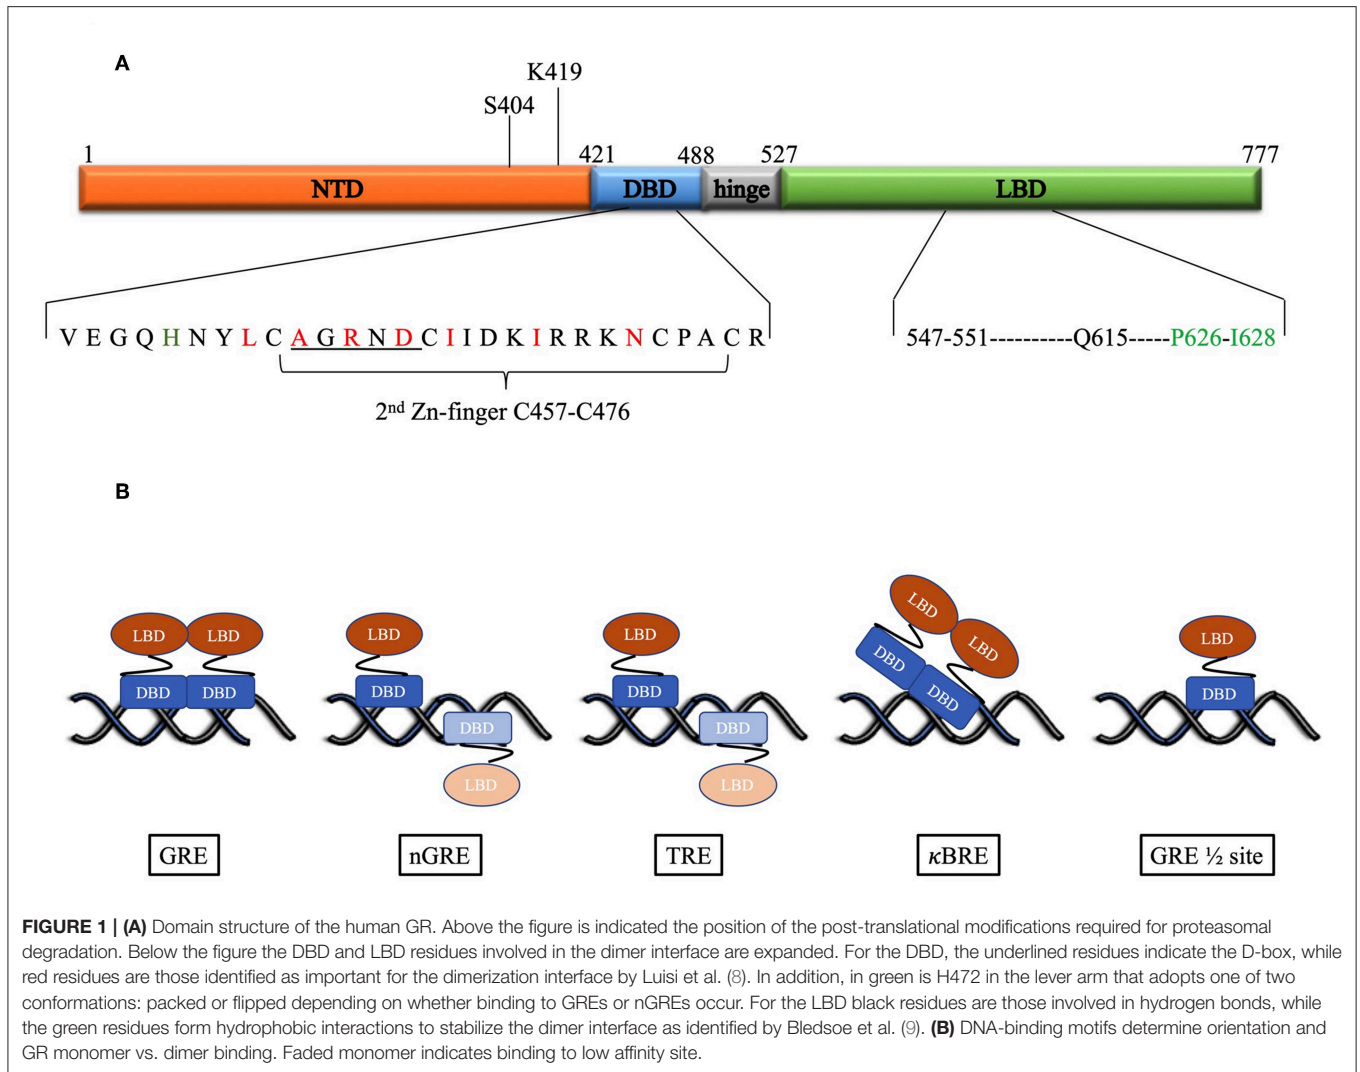 A
K419
S404
1 421 488 527 777
NTD DBD hinge LBD
V E G Q H N Y L C A G R N D C I I D K I R R K N C P A C R
547-551----------Q615-----P626-I628
2nd Zn-finger C457-C476
B
LBD LBD LBD LBD LBD LBD LBD
DBD DBD DBD DBD DBD DBD DBD
DBD DBD
LBD LBD
GRE nGRE TRE κBRE GRE ½ site
FIGURE 1 | (A) Domain structure of the human GR. Above the figure is indicated the position of the post-translational modifications required for proteasomal
degradation. Below the figure the DBD and LBD residues involved in the dimer interface are expanded. For the DBD, the underlined residues indicate the D-box, while
red residues are those identified as important for the dimerization interface by Luisi et al. (8). In addition, in green is H472 in the lever arm that adopts one of two
conformations: packed or flipped depending on whether binding to GREs or nGREs occur. For the LBD black residues are those involved in hydrogen bonds, while
the green residues form hydrophobic interactions to stabilize the dimer interface as identified by Bledsoe et al. (9). (B) DNA-binding motifs determine orientation and
GR monomer vs. dimer binding. Faded monomer indicates binding to low affinity site.